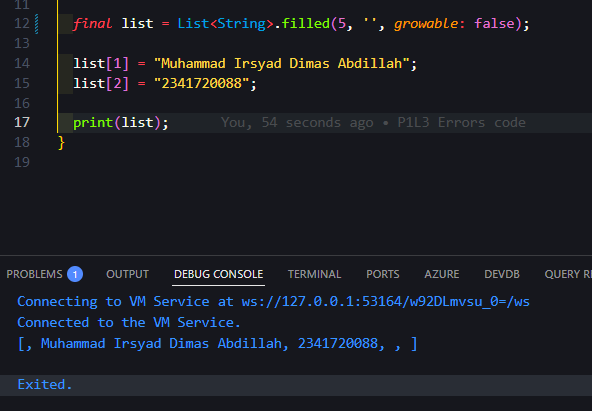 11
12 final list = List<String>.filled(5, '', growable: false);
13
14 list[1] = "Muhammad Irsyad Dimas Abdillah";
15 list[2] = "2341720088";
16
17 print(list); You, 54 seconds ago • P1L3 Errors code
18 }
19
PROBLEMS 1 OUTPUT DEBUG CONSOLE TERMINAL PORTS AZURE DEVDB QUERY RE
Connecting to VM Service at ws://127.0.0.1:53164/w92DLmvsu_0=/ws
Connected to the VM Service.
[, Muhammad Irsyad Dimas Abdillah, 2341720088, , ]
Exited.